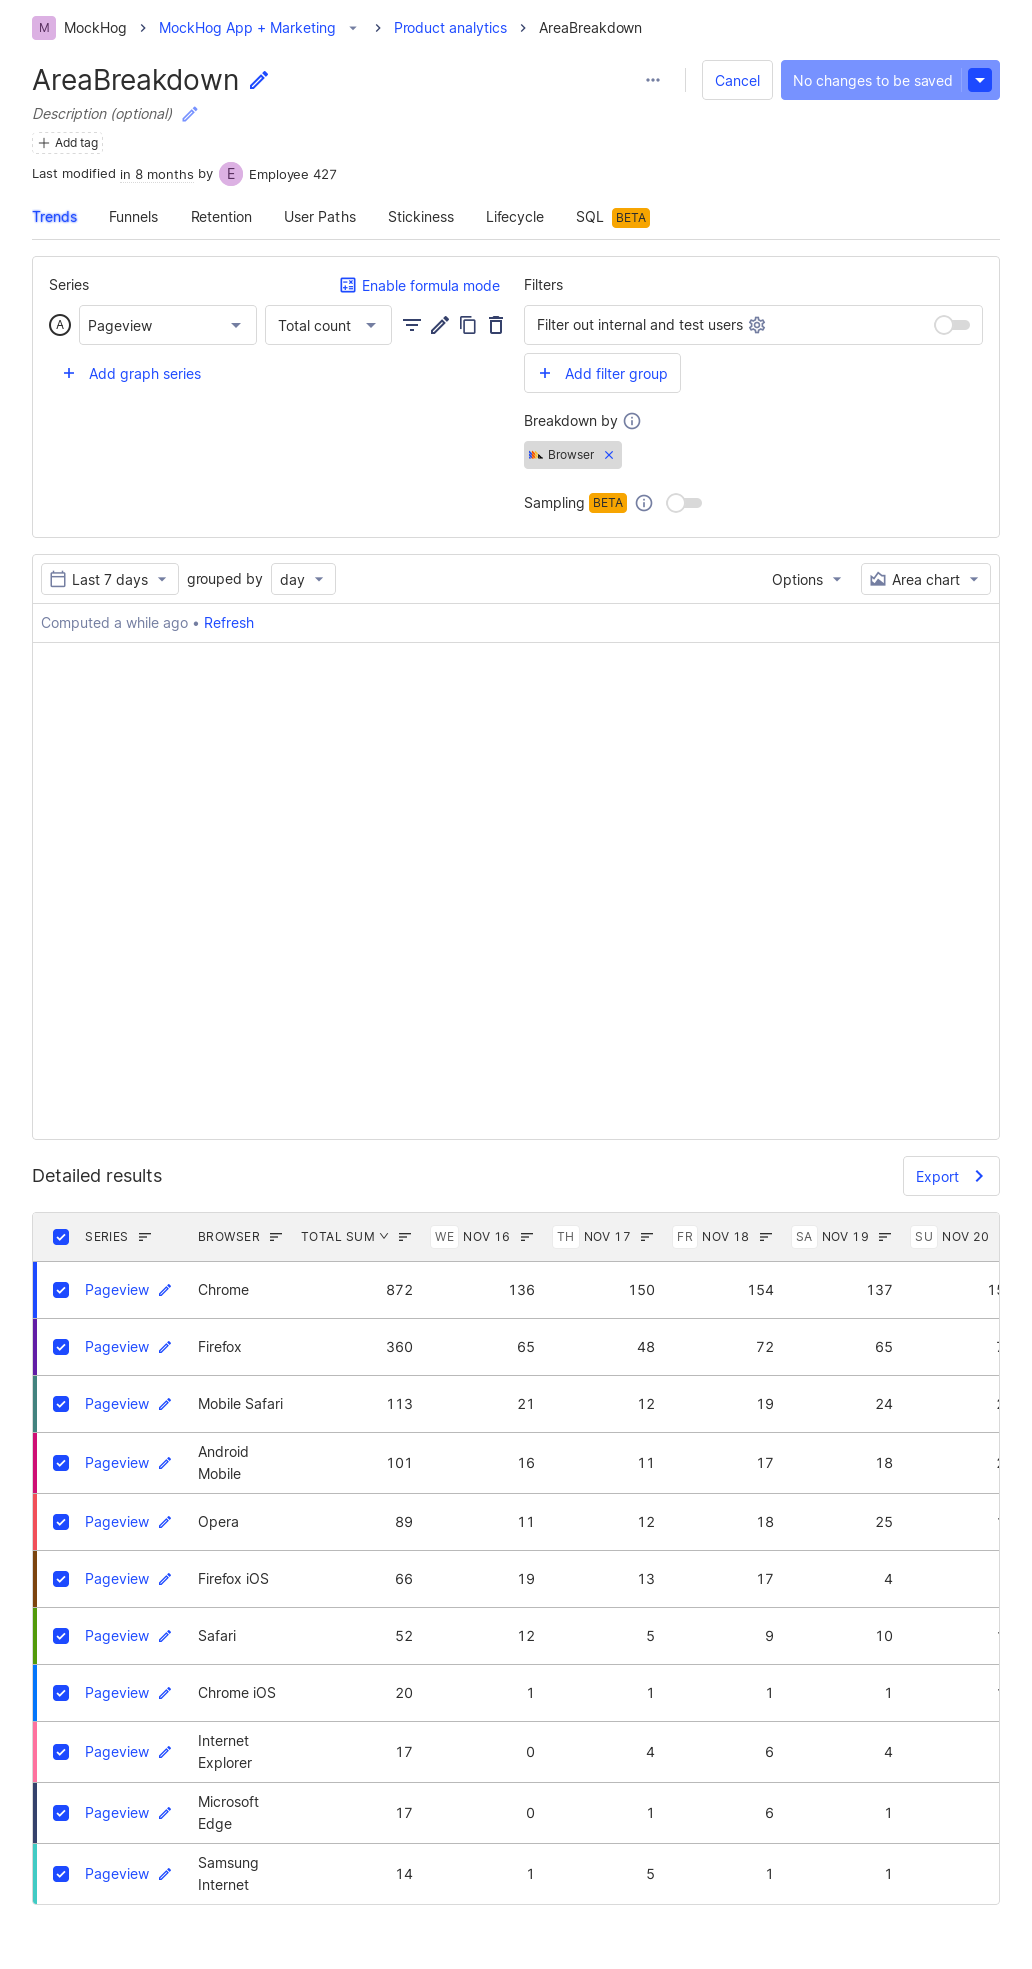 M MockHog MockHog App + Marketing Product analytics AreaBreakdown
AreaBreakdown
Cancel
No changes to be saved
Description (optional)
Add tag
Last modified in 8 months by E Employee 427
Trends Funnels Retention User Paths Stickiness Lifecycle SQL BETA
Series
Enable formula mode
A Pageview Total count
Add graph series
Filters
Filter out internal and test users
Add filter group
Breakdown by
Browser
Sampling BETA
Last 7 days grouped by day Options Area chart
Computed a while ago • Refresh
Detailed results
Export
SERIES BROWSER TOTAL SUM WE NOV 16 TH NOV 17 FR NOV 18 SA NOV 19 SU NOV 20
Pageview Chrome 872 136 150 154 137
Pageview Firefox 360 65 48 72 65
Pageview Mobile Safari 113 21 12 19 24
Pageview Android Mobile 101 16 11 17 18
Pageview Opera 89 11 12 18 25
Pageview Firefox iOS 66 19 13 17 4
Pageview Safari 52 12 5 9 10
Pageview Chrome iOS 20 1 1 1 1
Pageview Internet Explorer 17 0 4 6 4
Pageview Microsoft Edge 17 0 1 6 1
Pageview Samsung Internet 14 1 5 1 1